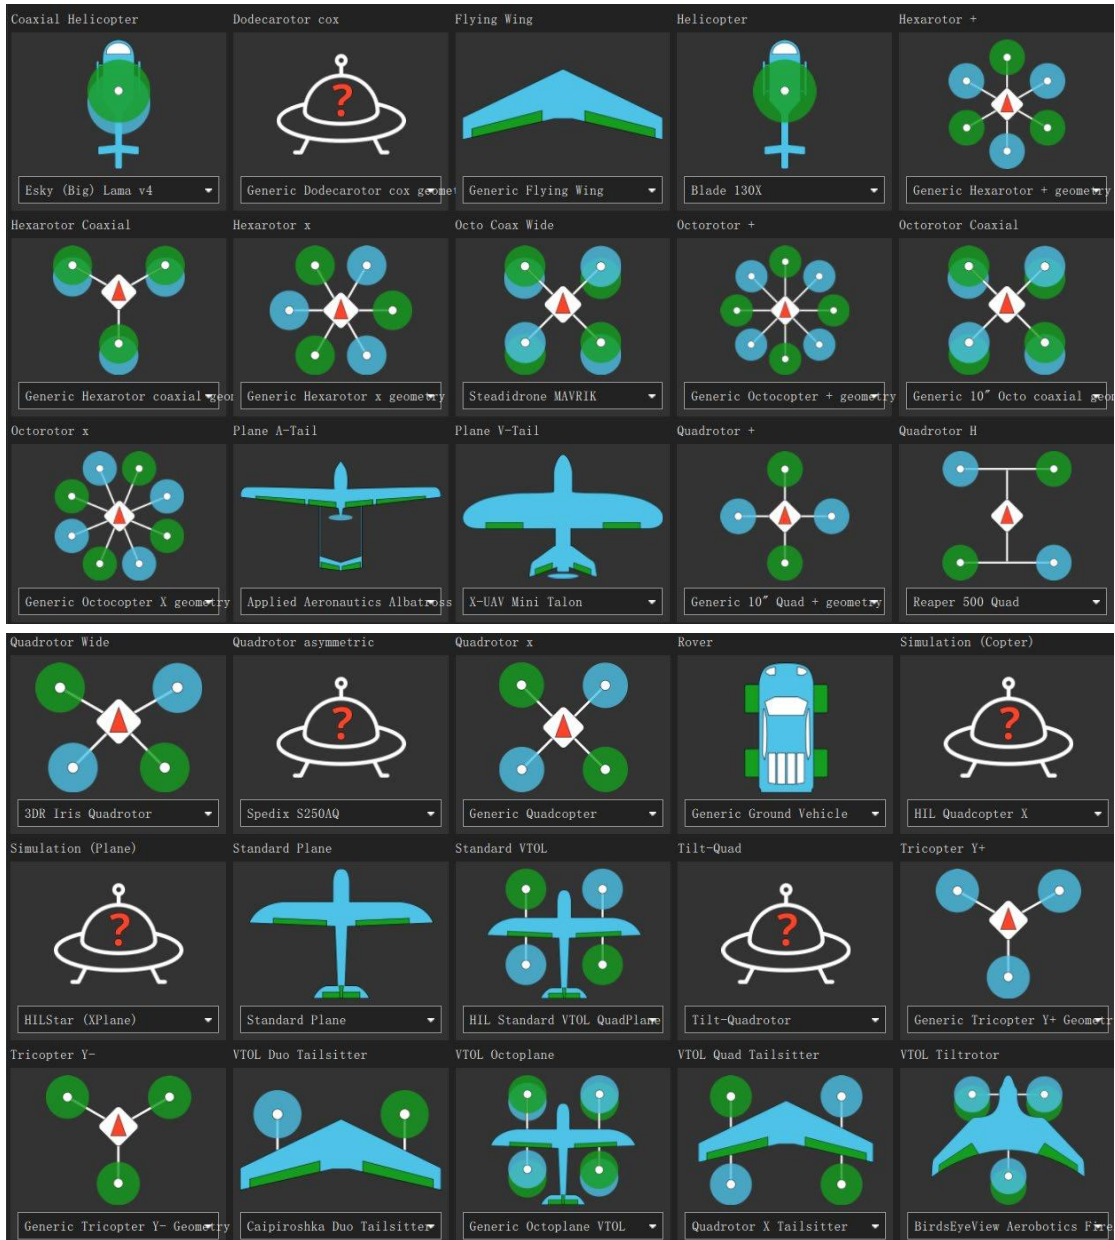 Coaxial Helicopter
Dodecarotor cox
Flying Wing
Helicopter
Hexarotor +
?
Esky (Big) Lama v4
Generic Dodecarotor cox geomet
Generic Flying Wing
Blade 130X
Generic Hexarotor + geometry
Hexarotor Coaxial
Hexarotor x
Octo Coax Wide
Octorotor +
Octorotor Coaxial
Generic Hexarotor coaxial geom
Generic Hexarotor x geometry
Steadidrone MAVRIK
Generic Octocopter + geometry
Generic 10" Octo coaxial geom
Octorotor x
Plane A-Tail
Plane V-Tail
Quadrotor +
Quadrotor H
Generic Octocopter X geometry
Applied Aeronautics Albatross
X-UAV Mini Talon
Generic 10" Quad + geometry
Reaper 500 Quad
Quadrotor Wide
Quadrotor asymmetric
Quadrotor x
Rover
Simulation (Copter)
?
?
3DR Iris Quadrotor
Spedix S250AQ
Generic Quadcopter
Generic Ground Vehicle
HIL Quadcopter X
Simulation (Plane)
Standard Plane
Standard VTOL
Tilt-Quad
Tricopter Y+
?
?
HILStar (XPlane)
Standard Plane
HIL Standard VTOL QuadPlane
Tilt-Quadrotor
Generic Tricopter Y+ Geometr
Tricopter Y-
VTOL Duo Tailsitter
VTOL Octoplane
VTOL Quad Tailsitter
VTOL Tiltrotor
Generic Tricopter Y- Geometry
Caipiroshka Duo Tailsitter
Generic Octoplane VTOL
Quadrotor X Tailsitter
BirdsEyeView Aerobotics Fire